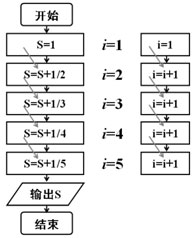 开始
S=1 i=1 i=1
S=S+1/2 i=2 i=i+1
S=S+1/3 i=3 i=i+1
S=S+1/4 i=4 i=i+1
S=S+1/5 i=5 i=i+1
输出S
结束